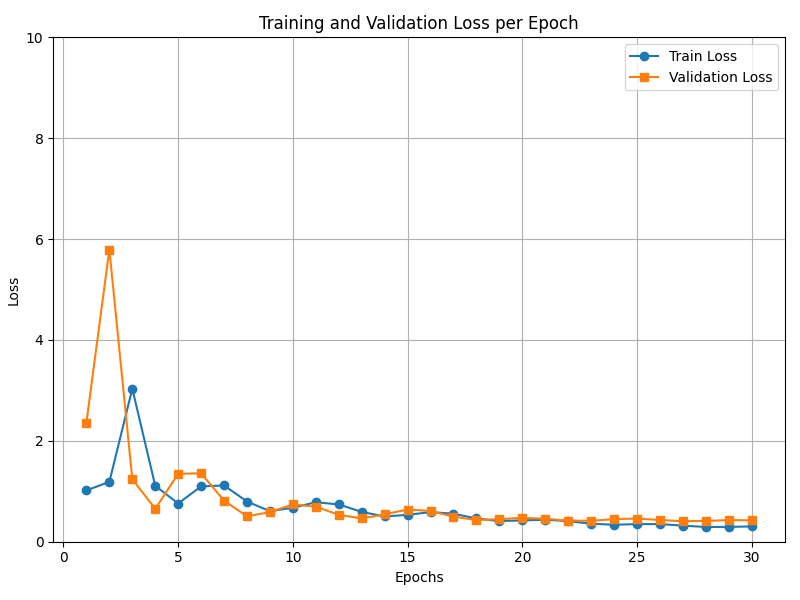 Training and Validation Loss per Epoch
Train Loss
Validation Loss
Loss
10
8
6
4
2
0
0 5 10 15 20 25 30
Epochs